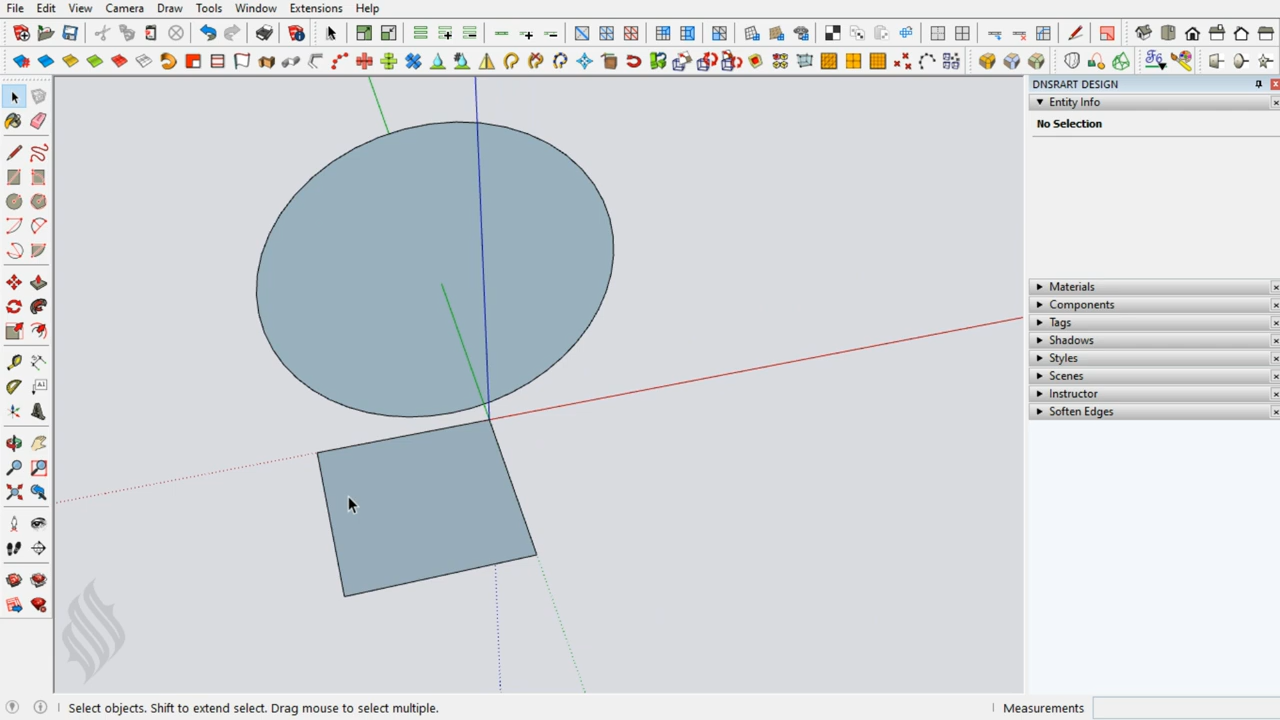 File Edit View Camera Draw Tools Window Extensions Help
DNSRART DESIGN
Entity Info
No Selection
Materials
Components
Tags
Shadows
Styles
Scenes
Instructor
Soften Edges
Select objects. Shift to extend select. Drag mouse to select multiple.
Measurements